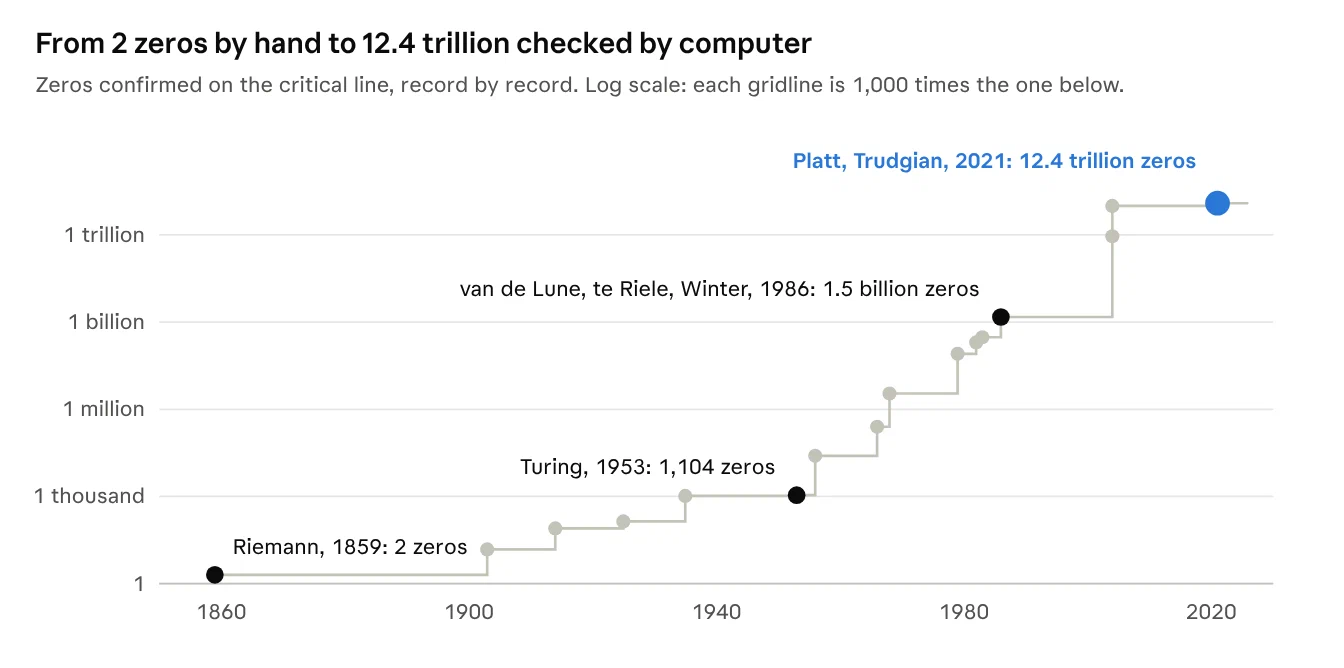 From 2 zeros by hand to 12.4 trillion checked by computer
Zeros confirmed on the critical line, record by record. Log scale: each gridline is 1,000 times the one below.
Platt, Trudgian, 2021: 12.4 trillion zeros
1 trillion
van de Lune, te Riele, Winter, 1986: 1.5 billion zeros
1 billion
1 million
Turing, 1953: 1,104 zeros
1 thousand
Riemann, 1859: 2 zeros
1
1860 1900 1940 1980 2020